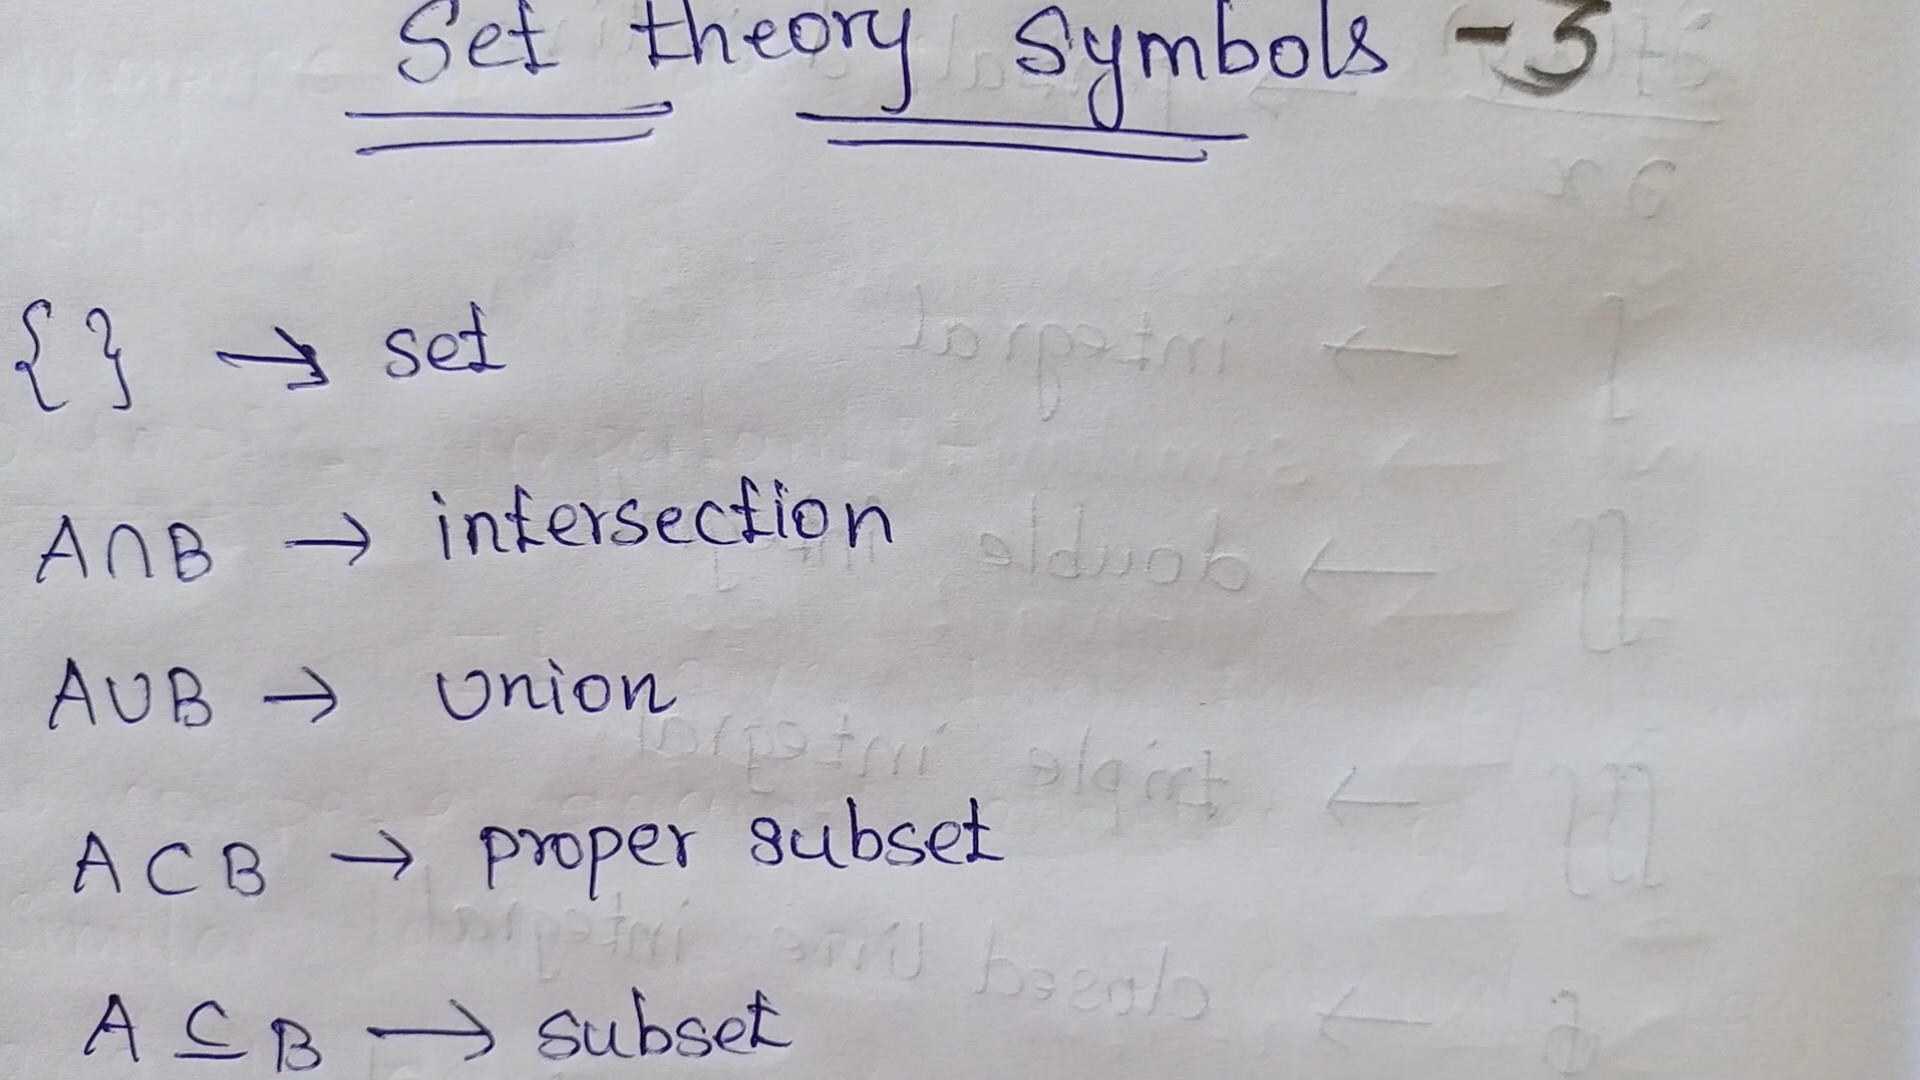 Set theory symbols - 3
{ } → set
A∩B → intersection
A∪B → union
A⊂B → proper subset
A⊆B → subset